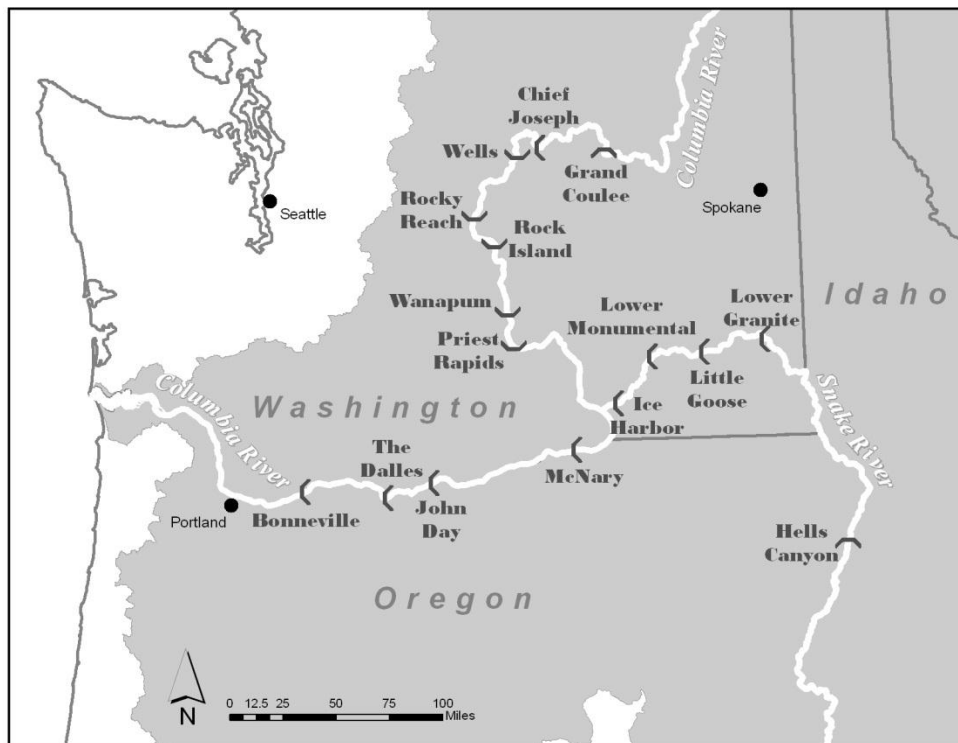 Columbia River
Chief
Joseph
Wells
Grand
Coulee
Spokane
Seattle
Rocky
Reach
Rock
Island
Idaho
Wanapum
Lower
Monumental
Lower
Granite
Priest
Rapids
Little
Goose
Snake River
Columbia River
Washington
Ice
Harbor
The
Dalles
McNary
Portland
Bonneville
John
Day
Hells
Canyon
Oregon
N
0 12.5 25 50 75 100
Miles